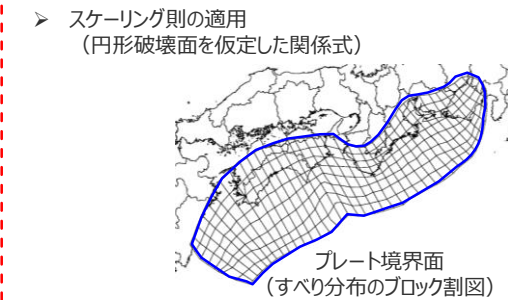 ➢ スケーリング則の適用
（円形破壊面を仮定した関係式）
プレート境界面
（すべり分布のブロック割図）